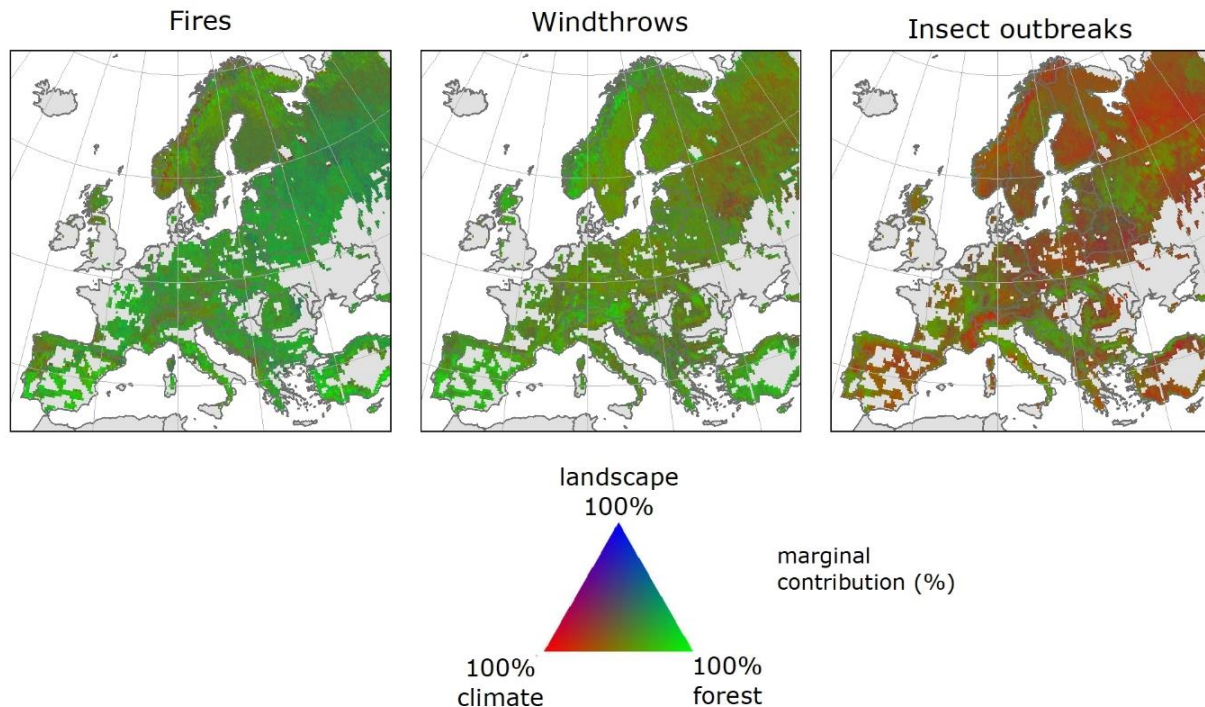 Fires
Windthrows
Insect outbreaks
landscape
100%
marginal
contribution (%)
100%
climate
100%
forest